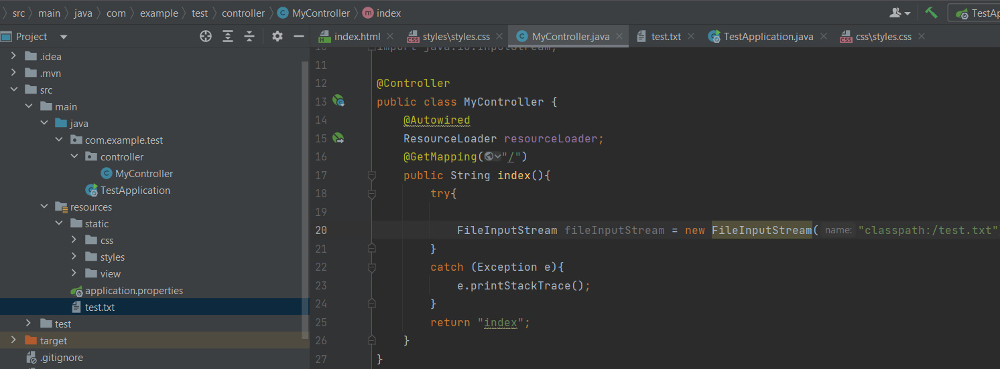 src main java com example test controller MyController index TestApp
Project
index.html styles\styles.css MyController.java test.txt TestApplication.java css\styles.css
.idea
.mvn
src
main
java
com.example.test
controller
MyController
TestApplication
resources
static
css
styles
view
application.properties
test.txt
test
target
.gitignore
10 import java.io.InputStream;
11
12 @Controller
13 public class MyController {
14 @Autowired
15 ResourceLoader resourceLoader;
16 @GetMapping("/")
17 public String index(){
18 try{
19
20 FileInputStream fileInputStream = new FileInputStream( name: "classpath:/test.txt"
21 }
22 catch (Exception e){
23 e.printStackTrace();
24 }
25 return "index";
26 }
27 }